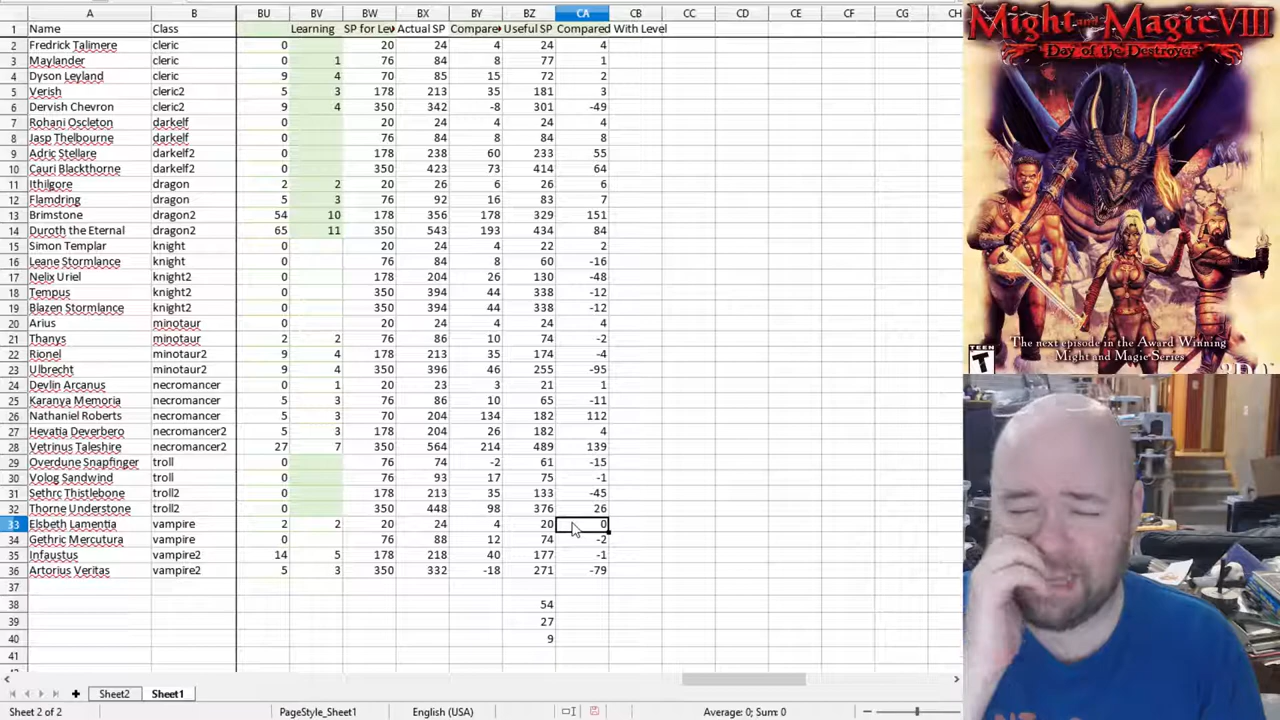 A B BU BV BW BX BY BZ CA CB CC CD CE CF CG CH
1 Name Class Learning SP for Lev Actual SP Compare Useful SP Compared With Level
2 Fredrick Talimere cleric 0 20 24 4 24 4
3 Maylander cleric 0 1 76 84 8 77 1
4 Dyson Leyland cleric 9 4 70 85 15 72 2
5 Verish cleric2 5 3 178 213 35 181 3
6 Dervish Chevron cleric2 9 4 350 342 -8 301 -49
7 Rohani Oscleton darkelf 0 20 24 4 24 4
8 Jasp Thelbourne darkelf 0 76 84 8 84 8
9 Adric Stellare darkelf2 0 178 238 60 233 55
10 Cauri Blackthorne darkelf2 0 350 423 73 414 64
11 Ithilgore dragon 2 2 20 26 6 26 6
12 Flamdring dragon 5 3 76 92 16 83 7
13 Brimstone dragon2 54 10 178 356 178 329 151
14 Duroth the Eternal dragon2 65 11 350 543 193 434 84
15 Simon Templar knight 0 20 24 4 22 2
16 Leane Stormlance knight 0 76 84 8 60 -16
17 Nelix Uriel knight2 0 178 204 26 130 -48
18 Tempus knight2 0 350 394 44 338 -12
19 Blazen Stormlance knight2 0 350 394 44 338 -12
20 Arius minotaur 0 20 24 4 24 4
21 Thanys minotaur 2 2 76 86 10 74 -2
22 Rionel minotaur2 9 4 178 213 35 174 -4
23 Ulbrecht minotaur2 9 4 350 396 46 255 -95
24 Devlin Arcanus necromancer 0 1 20 23 3 21 1
25 Karanya Memoria necromancer 5 3 76 86 10 65 -11
26 Nathaniel Roberts necromancer 5 3 70 204 134 182 112
27 Hevatia Deverbero necromancer2 5 3 178 204 26 182 4
28 Vetrinus Taleshire necromancer2 27 7 350 564 214 489 139
29 Overdune Snapfinger troll 0 76 74 -2 61 -15
30 Volog Sandwind troll 0 76 93 17 75 -1
31 Sethrc Thistlebone troll2 0 178 213 35 133 -45
32 Thorne Understone troll2 0 350 448 98 376 26
33 Elsbeth Lamentia vampire 2 2 20 24 4 20 0
34 Gethric Mercutura vampire 0 76 88 12 74 -2
35 Infaustus vampire2 14 5 178 218 40 177 -1
36 Artorius Veritas vampire2 5 3 350 332 -18 271 -79
37
38 54
39 27
40 9
41
Sheet2 Sheet1
Sheet 2 of 2 PageStyle_Sheet1 English (USA) Average: 0; Sum: 0
Might and Magic VIII
Day of the Destroyer
TEEN
T
The next episode in the Award Winning
Might and Magic Series